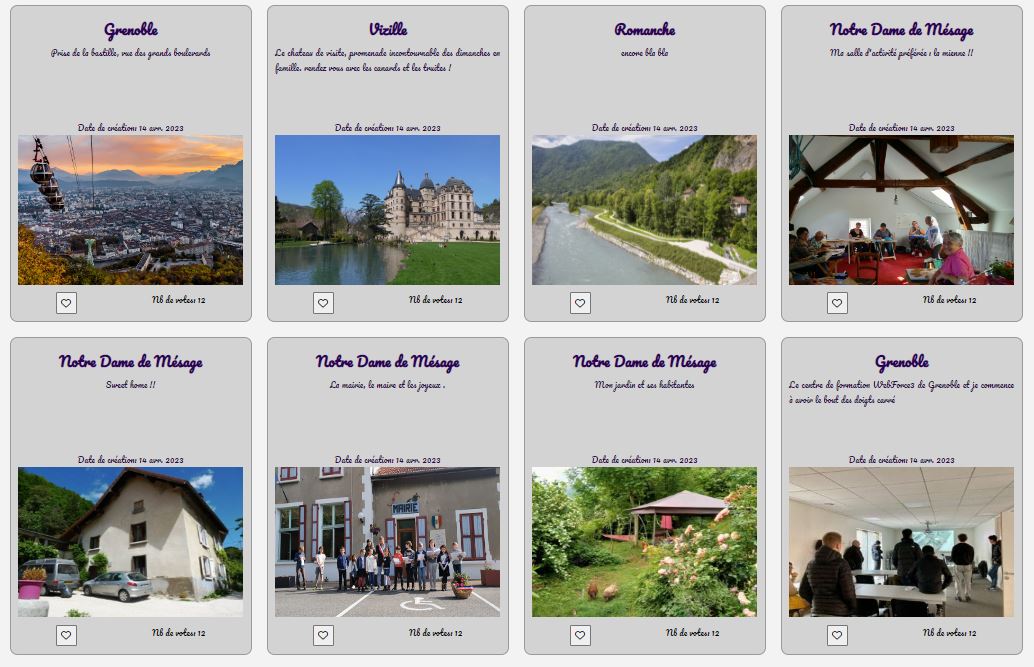 Grenoble
Prise de la bastille, vue des grands boulevards
Date de création: 14 avr. 2023
Nb de votes: 12
Vizille
Le chateau de visite, promenade incontournable des dimanches en
famille. rendez vous avec les canards et les truites !
Date de création: 14 avr. 2023
Nb de votes: 12
Romanche
encore bla bla
Date de création: 14 avr. 2023
Nb de votes: 12
Notre Dame de Mésage
Ma salle d'activité préférés : la mienne !!
Date de création: 14 avr. 2023
Nb de votes: 12
Notre Dame de Mésage
Sweet home !!
Date de création: 14 avr. 2023
Nb de votes: 12
Notre Dame de Mésage
La mairie, le maire et les joyeux .
Date de création: 14 avr. 2023
MAIRIE
Nb de votes: 12
Notre Dame de Mésage
Mon jardin et ses habitantes
Date de création: 14 avr. 2023
Nb de votes: 12
Grenoble
Le centre de formation WebForce3 de Grenoble et je commence
à avoir le bout des doigts carré
Date de création: 14 avr. 2023
Nb de votes: 12